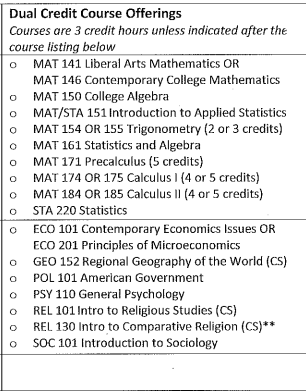 Dual Credit Course Offerings
Courses are 3 credit hours unless indicated after the
course listing below
o MAT 141 Liberal Arts Mathematics OR
MAT 146 Contemporary College Mathematics
o MAT 150 College Algebra
o MAT/STA 151 Introduction to Applied Statistics
o MAT 154 OR 155 Trigonometry (2 or 3 credits)
o MAT 161 Statistics and Algebra
o MAT 171 Precalculus (5 credits)
o MAT 174 OR 175 Calculus I (4 or 5 credits)
o MAT 184 OR 185 Calculus II (4 or 5 credits)
o STA 220 Statistics
o ECO 101 Contemporary Economics Issues OR
ECO 201 Principles of Microeconomics
o GEO 152 Regional Geography of the World (CS)
o POL 101 American Government
o PSY 110 General Psychology
o REL 101 Intro to Religious Studies (CS)
o REL 130 Intro to Comparative Religion (CS)**
o SOC 101 Introduction to Sociology